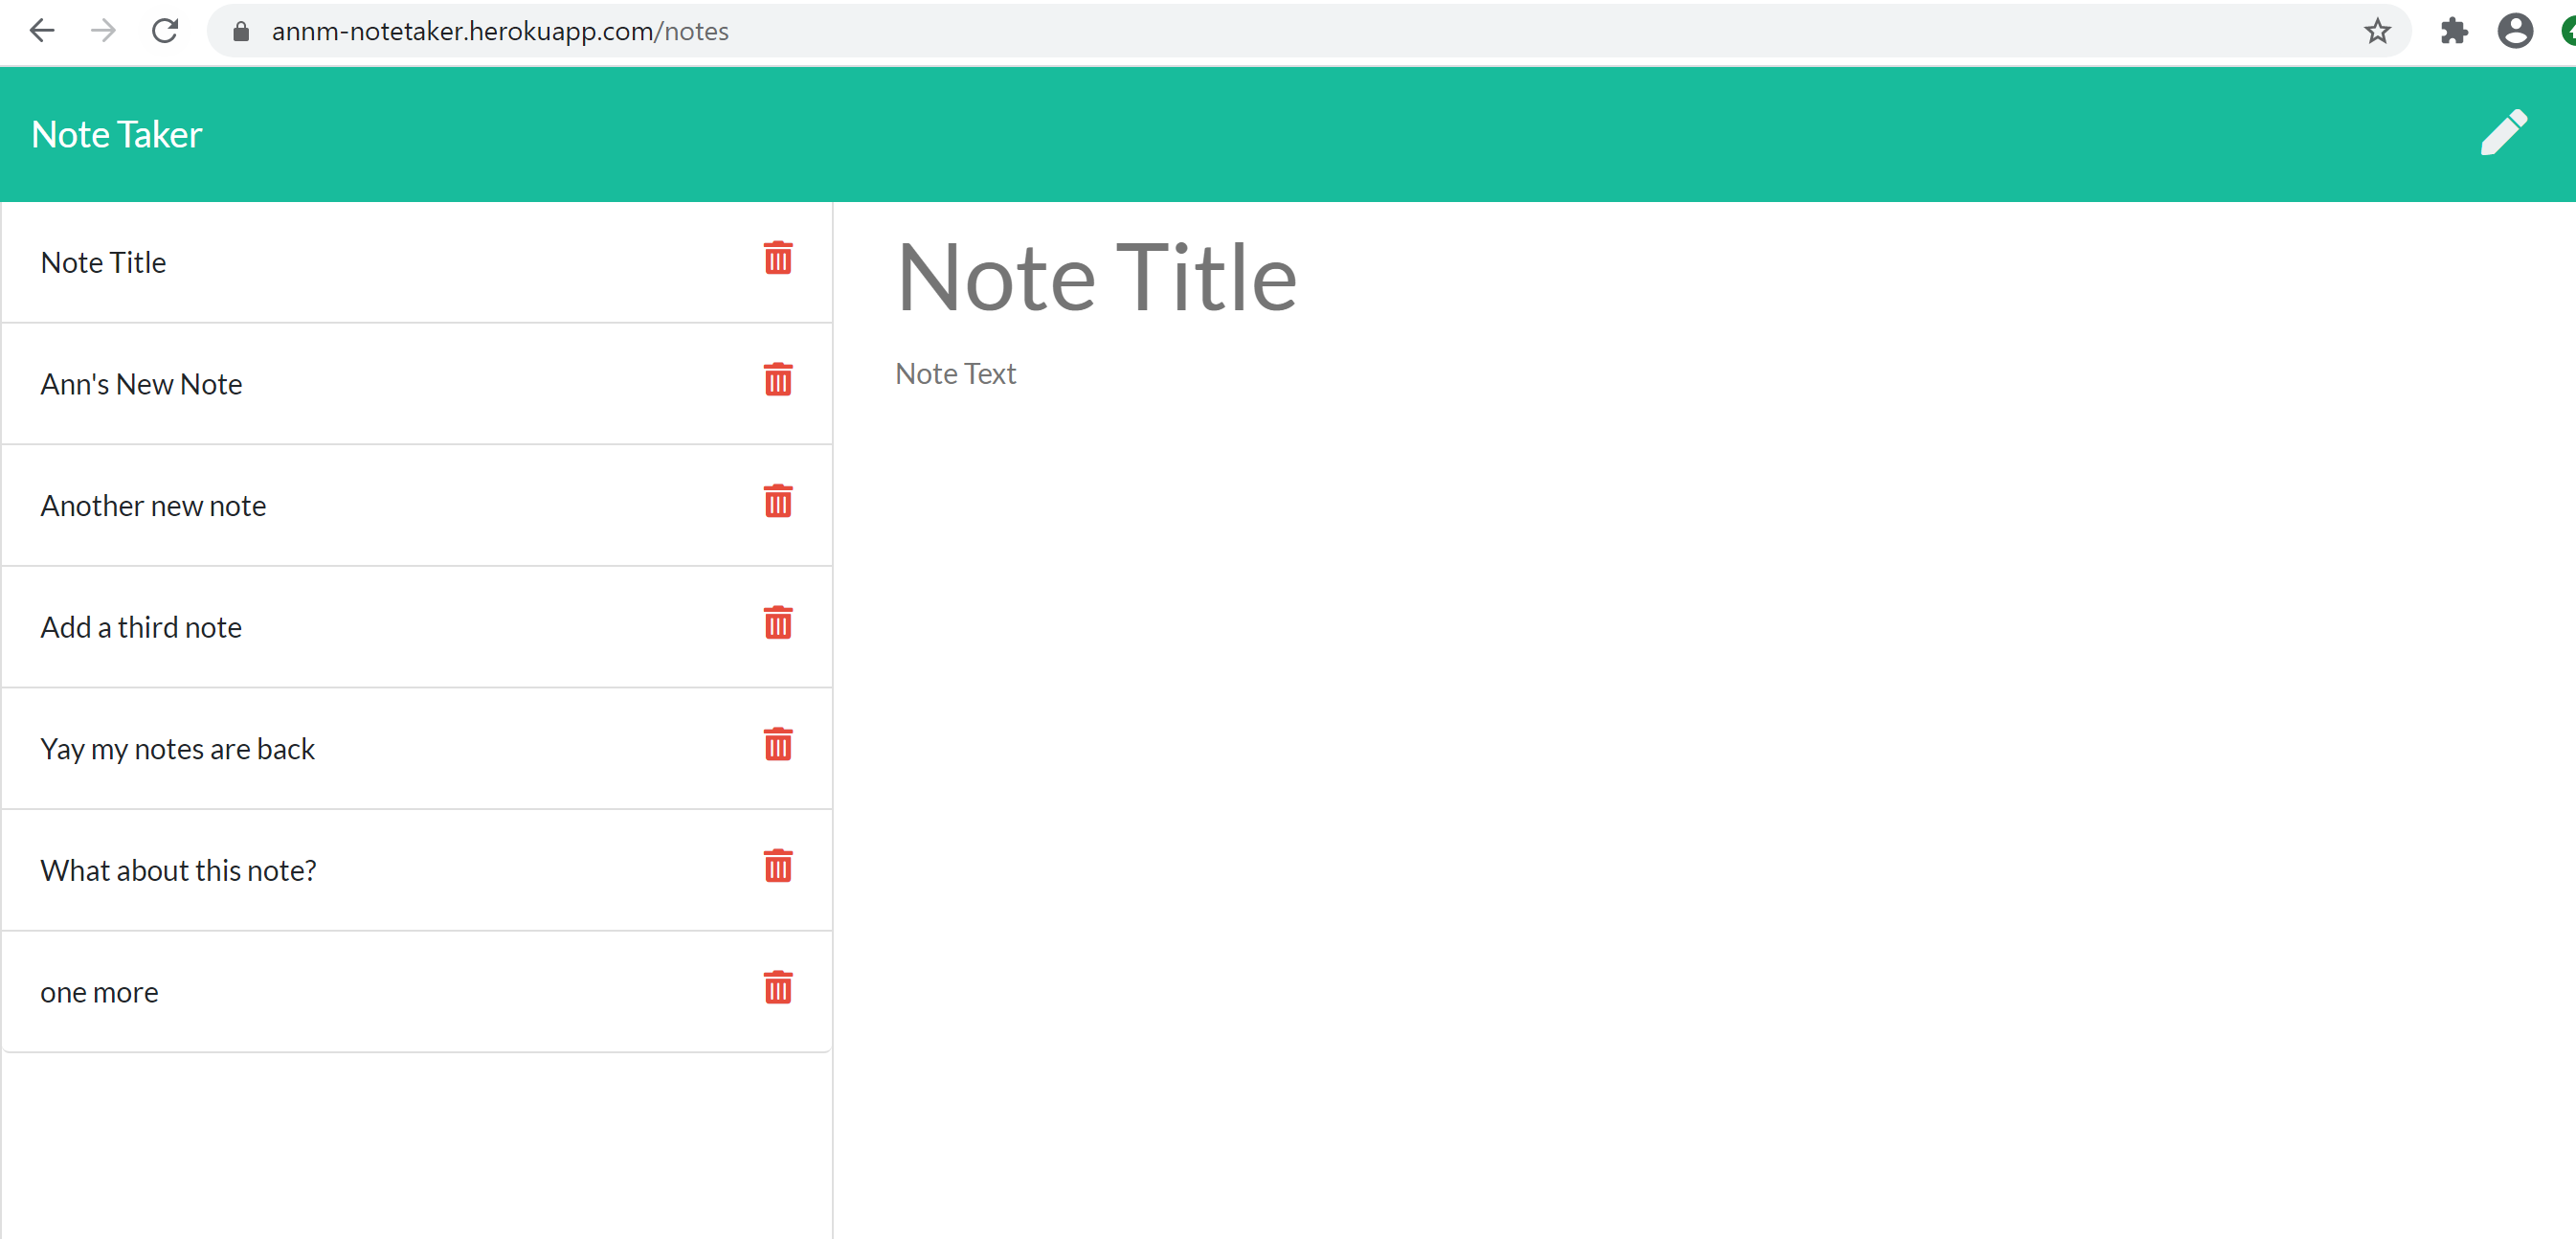 annm-notetaker.herokuapp.com/notes
Note Taker
Note Title
Ann's New Note
Another new note
Add a third note
Yay my notes are back
What about this note?
one more
Note Title
Note Text